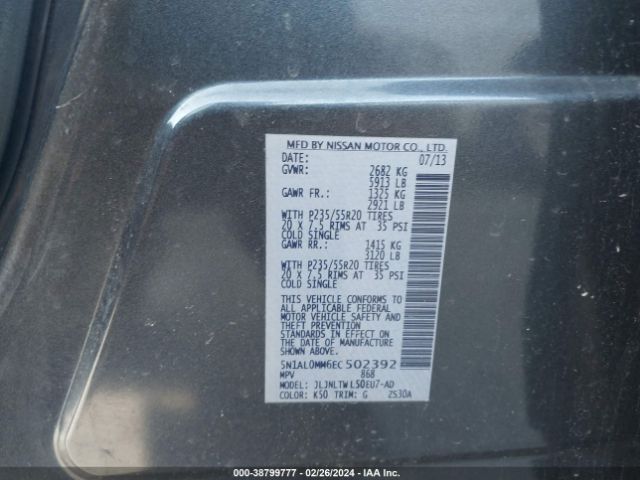 MFD BY NISSAN MOTOR CO., LTD.
DATE: 07/13
GVWR: 2682 KG
5913 LB
GAWR FR.: 1325 KG
2921 LB
WITH P235/55R20 TIRES
20 X 7.5 RIMS AT 35 PSI
COLD SINGLE
GAWR RR.: 1415 KG
3120 LB
WITH P235/55R20 TIRES
20 X 7.5 RIMS AT 35 PSI
COLD SINGLE
THIS VEHICLE CONFORMS TO
ALL APPLICABLE FEDERAL
MOTOR VEHICLE SAFETY AND
THEFT PREVENTION
STANDARDS IN EFFECT ON
THE DATE OF MANUFACTURE
SHOWN ABOVE.
5N1AL0MM6EC502392
MPV 868
MODEL: JLJNLTWL50EU7-AD
COLOR: K50 TRIM: G ZS30A
000-38799777 - 02/26/2024 - IAA Inc.